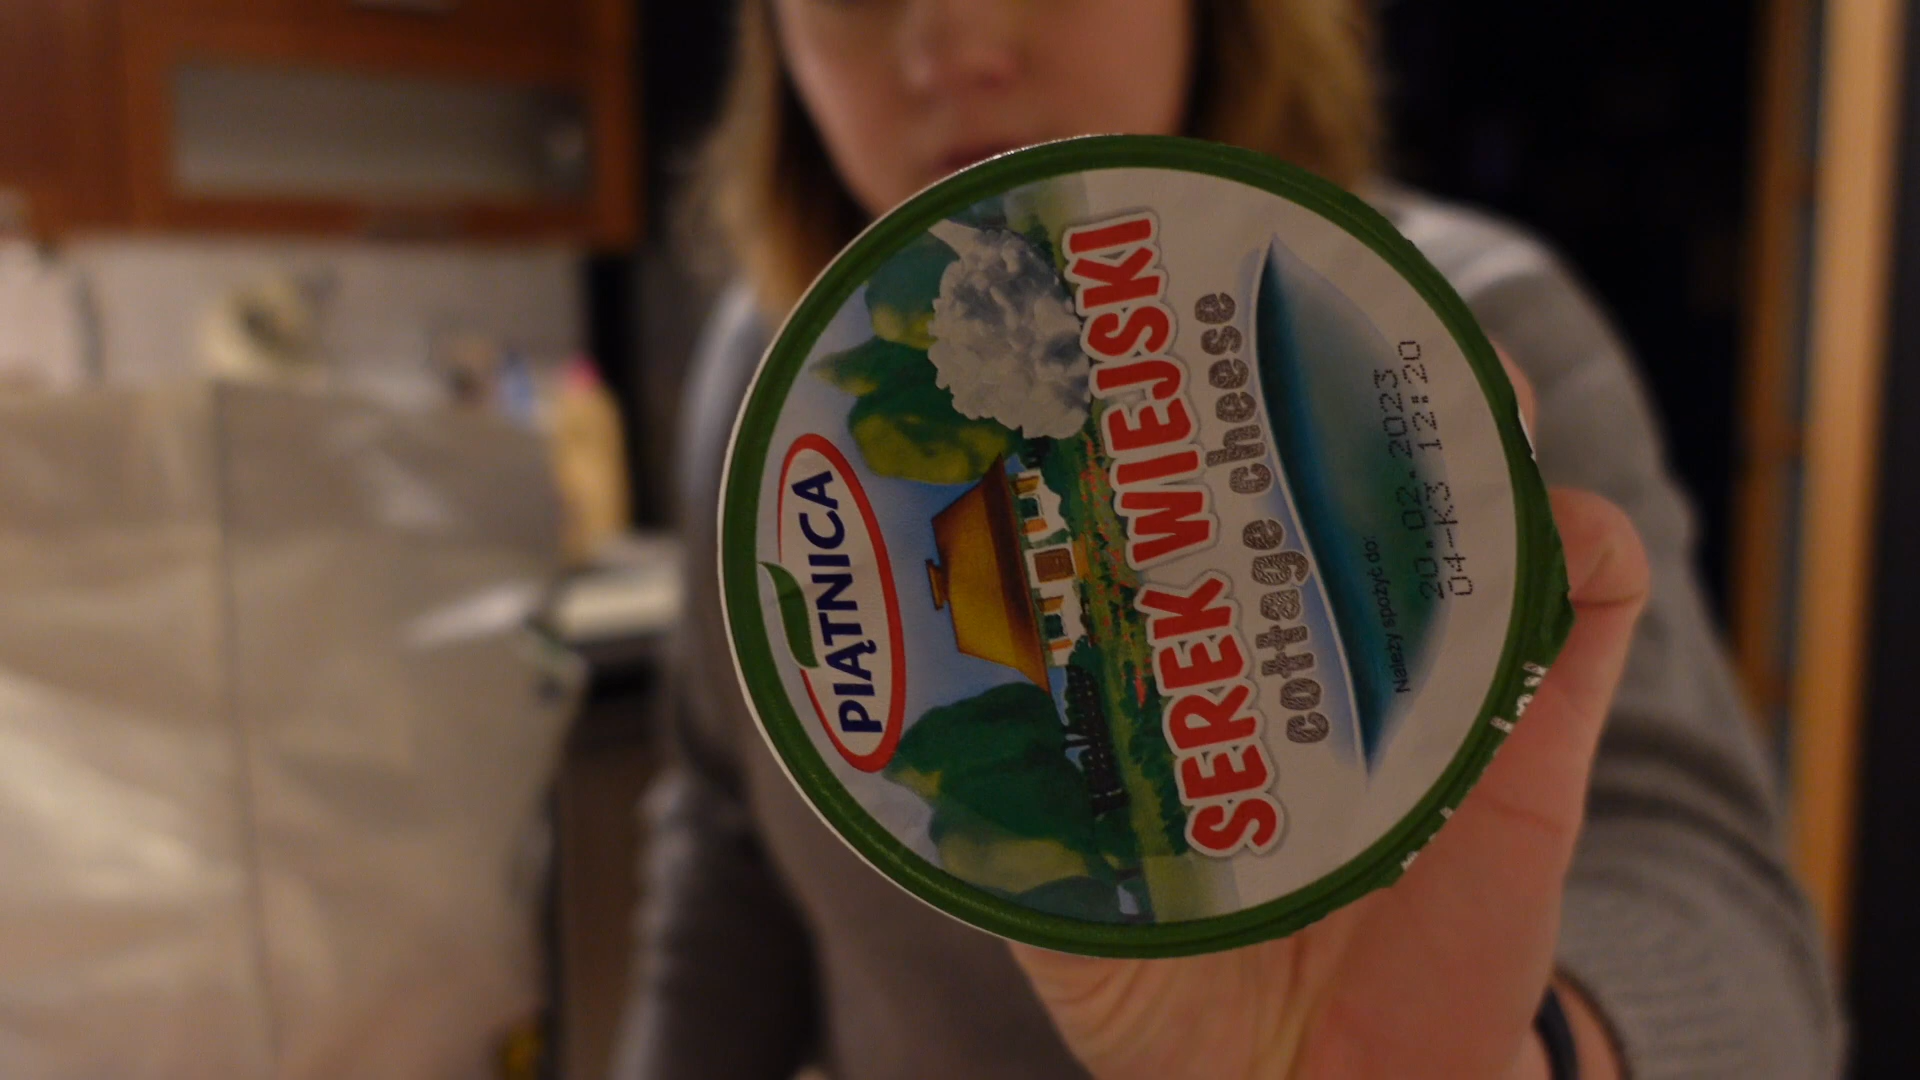 PIĄTNICA
SEREK WIEJSKI
cottage cheese
Należy spożyć do:
20.02.2023
04-K3 12:20